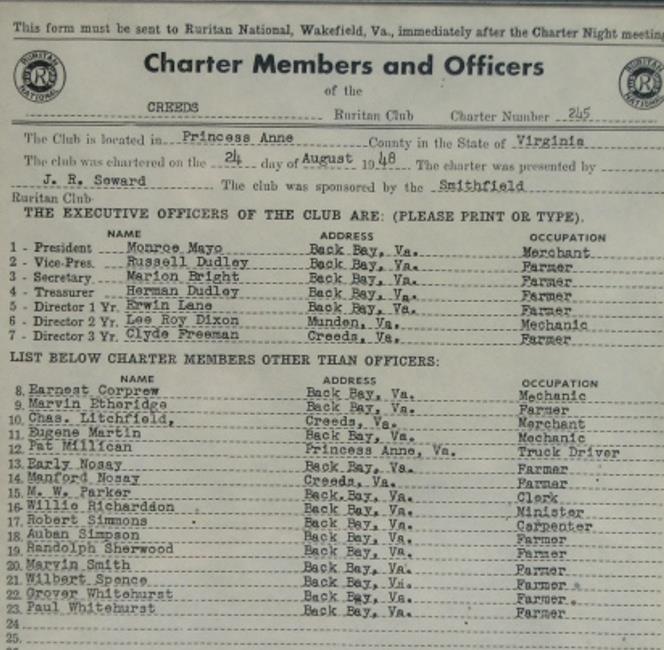 This form must be sent to Ruritan National, Wakefield, Va., immediately after the Charter Night meeting
RURITAN R NATIONAL
Charter Members and Officers
RURITAN R NATIONAL
of the
CREEDS Ruritan Club Charter Number 245
The Club is located in Princess Anne County in the State of Virginia
The club was chartered on the 24 day of August 1948 The charter was presented by
J. R. Soward The club was sponsored by the Smithfield
Ruritan Club
THE EXECUTIVE OFFICERS OF THE CLUB ARE: (PLEASE PRINT OR TYPE).
NAME ADDRESS OCCUPATION
1 - President Monroe Mayo Back Bay, Va. Merchant
2 - Vice-Pres. Russell Dudley Back Bay, Va. Farmer
3 - Secretary Marion Bright Back Bay, Va. Farmer
4 - Treasurer Herman Dudley Back Bay, Va. Farmer
5 - Director 1 Yr. Erwin Lane Back Bay, Va. Farmer
6 - Director 2 Yr. Lee Roy Dixon Munden, Va. Mechanic
7 - Director 3 Yr. Clyde Freeman Creeds, Va. Farmer
LIST BELOW CHARTER MEMBERS OTHER THAN OFFICERS:
NAME ADDRESS OCCUPATION
8. Earnest Corprew Back Bay, Va. Mechanic
9. Marvin Etheridge Back Bay, Va. Farmer
10. Chas. Litchfield, Creeds, Va. Merchant
11. Eugene Martin Back Bay, Va. Mechanic
12. Pat Millican Princess Anne, Va. Truck Driver
13. Early Nosay Back Bay, Va. Farmer
14. Manford Nosay Creeds, Va. Farmer
15. M. W. Parker Back Bay, Va. Clerk
16. Willie Richardson Back Bay, Va. Minister
17. Robert Simmons Back Bay, Va. Carpenter
18. Auban Simpson Back Bay, Va. Farmer
19. Randolph Sherwood Back Bay, Va. Farmer
20. Marvin Smith Back Bay, Va. Farmer
21. Wilbert Spence Back Bay, Va. Farmer
22. Grover Whitehurst Back Bay, Va. Farmer
23. Paul Whitehurst Back Bay, Va. Farmer
24
25.